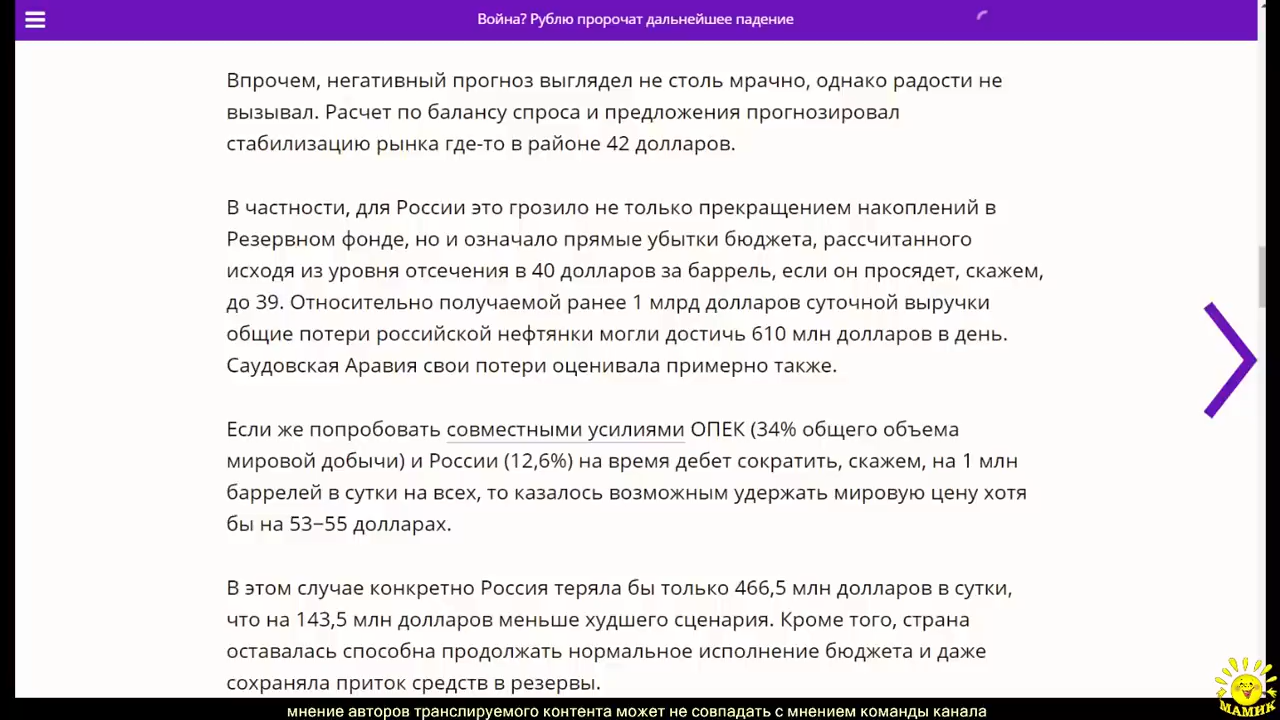 Война? Рублю пророчат дальнейшее падение
Впрочем, негативный прогноз выглядел не столь мрачно, однако радости не
вызывал. Расчет по балансу спроса и предложения прогнозировал
стабилизацию рынка где-то в районе 42 долларов.
В частности, для России это грозило не только прекращением накоплений в
Резервном фонде, но и означало прямые убытки бюджета, рассчитанного
исходя из уровня отсечения в 40 долларов за баррель, если он просядет, скажем,
до 39. Относительно получаемой ранее 1 млрд долларов суточной выручки
общие потери российской нефтянки могли достичь 610 млн долларов в день.
Саудовская Аравия свои потери оценивала примерно также.
Если же попробовать совместными усилиями ОПЕК (34% общего объема
мировой добычи) и России (12,6%) на время дебет сократить, скажем, на 1 млн
баррелей в сутки на всех, то казалось возможным удержать мировую цену хотя
бы на 53–55 долларах.
В этом случае конкретно Россия теряла бы только 466,5 млн долларов в сутки,
что на 143,5 млн долларов меньше худшего сценария. Кроме того, страна
оставалась способна продолжать нормальное исполнение бюджета и даже
сохраняла приток средств в резервы.
МАМИК
мнение авторов транслируемого контента может не совпадать с мнением команды канала